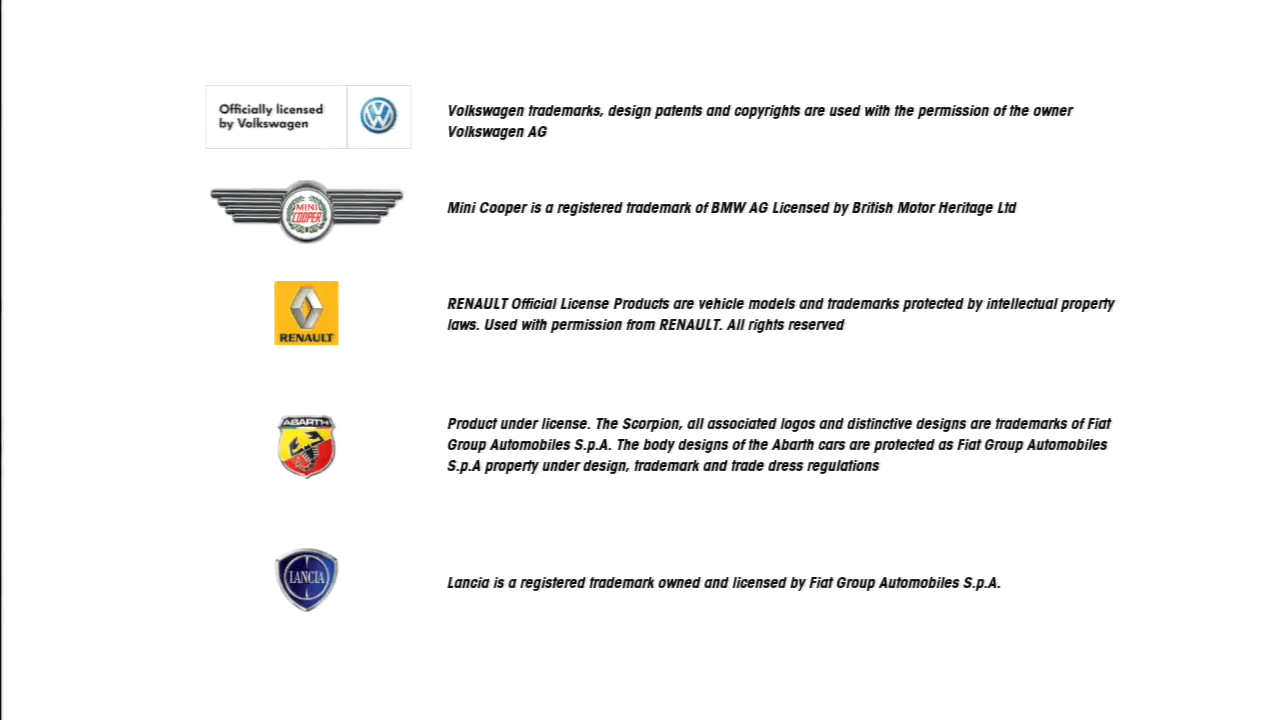 Officially licensed
by Volkswagen
Volkswagen trademarks, design patents and copyrights are used with the permission of the owner
Volkswagen AG
MINI
COOPER
Mini Cooper is a registered trademark of BMW AG Licensed by British Motor Heritage Ltd
RENAULT
RENAULT Official License Products are vehicle models and trademarks protected by intellectual property
laws. Used with permission from RENAULT. All rights reserved
ABARTH
Product under license. The Scorpion, all associated logos and distinctive designs are trademarks of Fiat
Group Automobiles S.p.A. The body designs of the Abarth cars are protected as Fiat Group Automobiles
S.p.A property under design, trademark and trade dress regulations
LANCIA
Lancia is a registered trademark owned and licensed by Fiat Group Automobiles S.p.A.